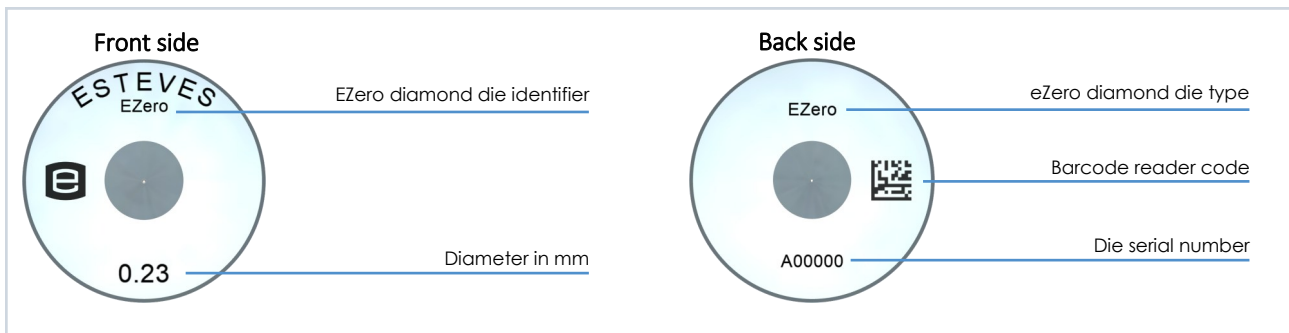 Front side
ESTEVES
EZero
EZero diamond die identifier
e
0.23
Diameter in mm
Back side
EZero
eZero diamond die type
Barcode reader code
A00000
Die serial number